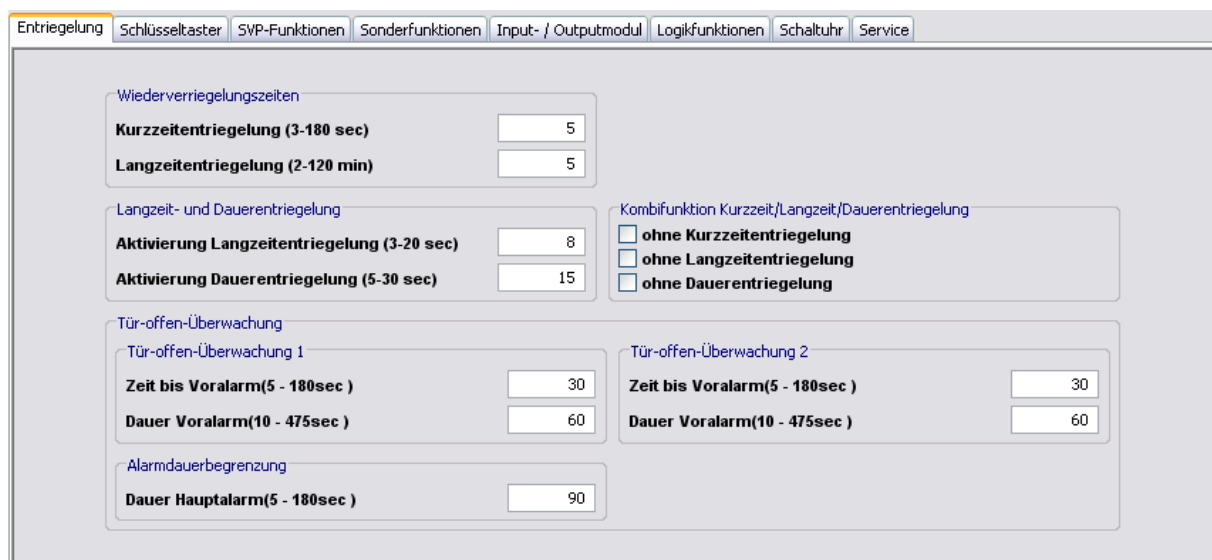 Entriegelung Schlüsseltaster SVP-Funktionen Sonderfunktionen Input- / Outputmodul Logikfunktionen Schaltuhr Service
Wiederverriegelungszeiten
Kurzzeitentriegelung (3-180 sec) 5
Langzeitentriegelung (2-120 min) 5
Langzeit- und Dauerentriegelung
Aktivierung Langzeitentriegelung (3-20 sec) 8
Aktivierung Dauerentriegelung (5-30 sec) 15
Kombifunktion Kurzzeit/Langzeit/Dauerentriegelung
ohne Kurzzeitentriegelung
ohne Langzeitentriegelung
ohne Dauerentriegelung
Tür-offen-Überwachung
Tür-offen-Überwachung 1
Zeit bis Voralarm(5 - 180sec ) 30
Dauer Voralarm(10 - 475sec ) 60
Tür-offen-Überwachung 2
Zeit bis Voralarm(5 - 180sec ) 30
Dauer Voralarm(10 - 475sec ) 60
Alarmdauerbegrenzung
Dauer Hauptalarm(5 - 180sec ) 90